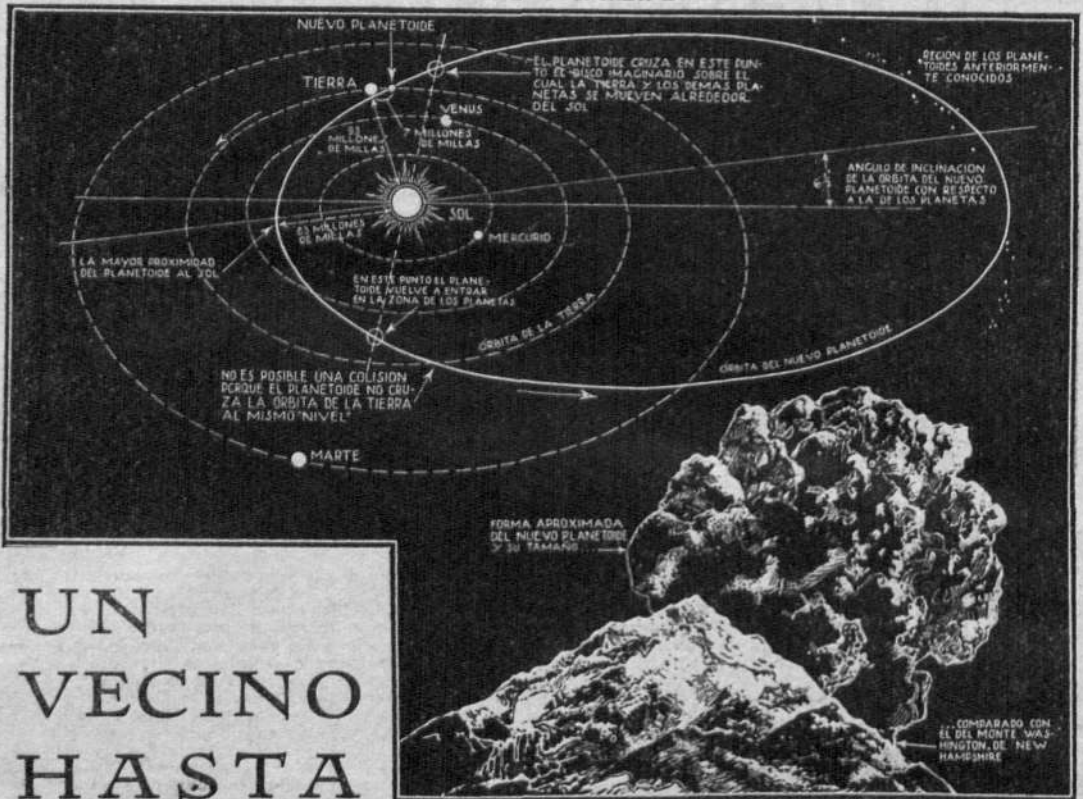 NUEVO PLANETOIDE
TIERRA
EL PLANETOIDE CRUZA EN ESTE PUN-
TO EL DISCO IMAGINARIO SOBRE EL
CUAL LA TIERRA Y LOS DEMAS PLA-
NETAS SE MUEVEN ALREDEDOR
DEL SOL
REGION DE LOS PLANE-
TOIDES ANTERIORMEN-
TE CONOCIDOS
VENUS
MILLONES
DE MILLAS
7 MILLONES
DE MILLAS
ANGULO DE INCLINACION
DE LA ORBITA DEL NUEVO
PLANETOIDE CON RESPECTO
A LA DE LOS PLANETAS
SOL
MILLONES
DE MILLAS
MERCURIO
LA MAYOR PROXIMIDAD
DEL PLANETOIDE AL SOL
EN ESTE PUNTO EL PLANE-
TOIDE VUELVE A ENTRAR
EN LA ZONA DE LOS PLANETAS
ORBITA DE LA TIERRA
ORBITA DEL NUEVO PLANETOIDE
NO ES POSIBLE UNA COLISION
PORQUE EL PLANETOIDE NO CRU-
ZA LA ORBITA DE LA TIERRA
AL MISMO "NIVEL"
MARTE
FORMA APROXIMADA
DEL NUEVO PLANETOIDE
Y SU TAMAÑO...
...COMPARADO CON
EL DEL MONTE WAS-
HINGTON, DE NEW
HAMPSHIRE
UN
VECINO
HASTA